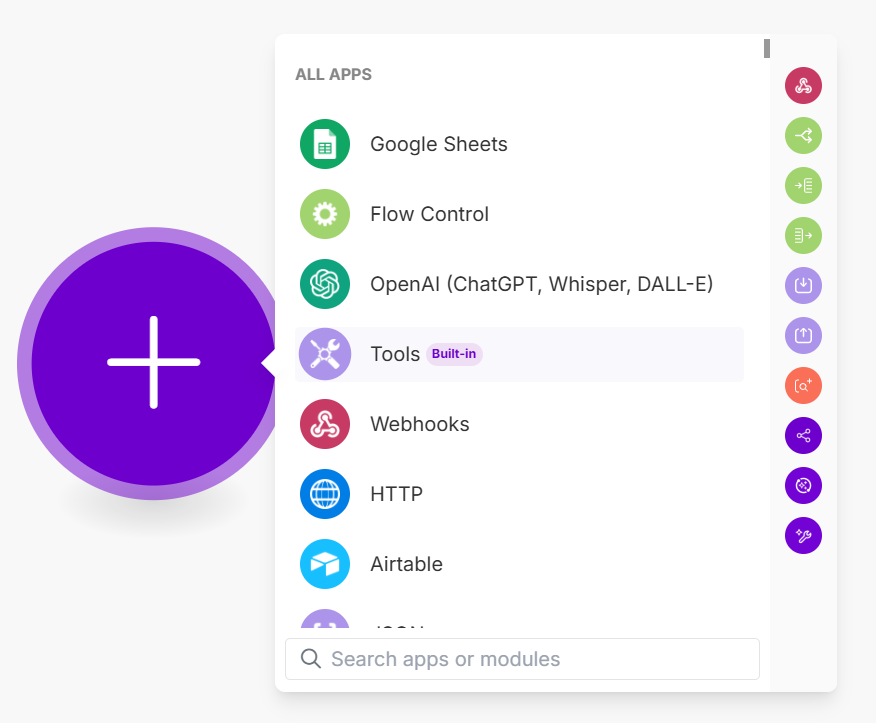 ALL APPS
Google Sheets
Flow Control
OpenAI (ChatGPT, Whisper, DALL-E)
Tools Built-in
Webhooks
HTTP
Airtable
Search apps or modules